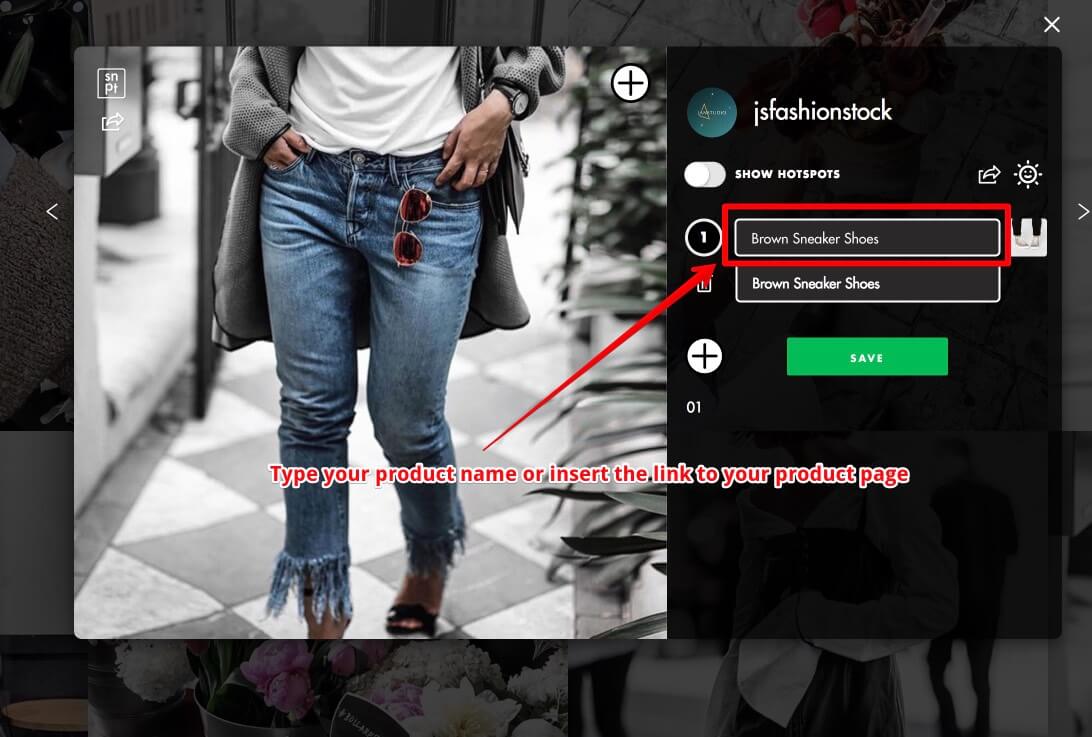 sn
pt
jsfashionstock
SHOW HOTSPOTS
1
Brown Sneaker Shoes
Brown Sneaker Shoes
SAVE
01
Type your product name or insert the link to your product page